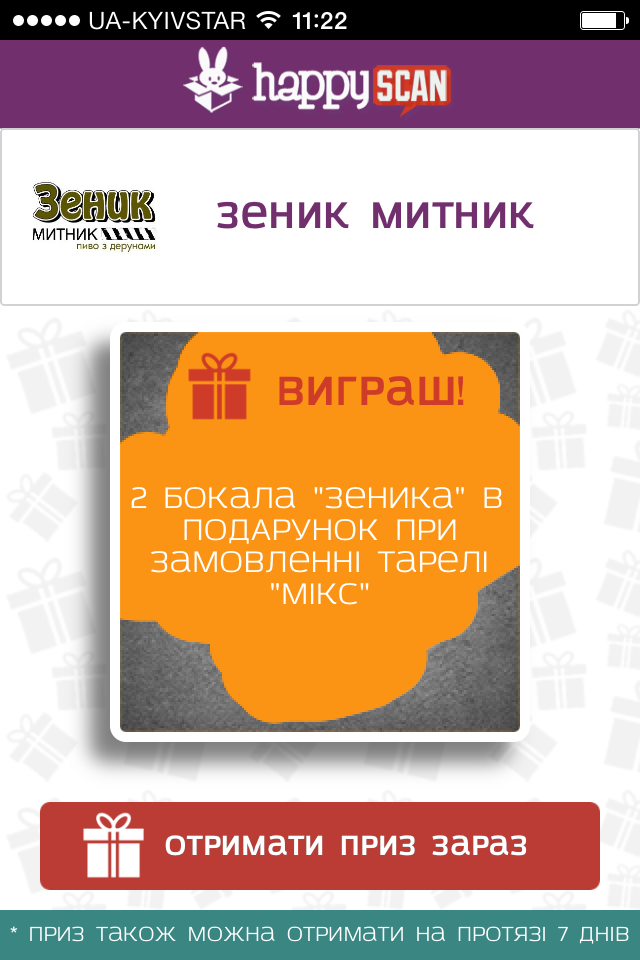 UA-KYIVSTAR 11:22
happy SCAN
Зеник
МИТНИК
пиво з дерунами
ЗЕНИК МИТНИК
ВИГРАШ!
2 БОКАЛА "ЗЕНИКА" В
ПОДАРУНОК ПРИ
ЗАМОВЛЕННІ ТАРЕЛІ
"МІКС"
ОТРИМАТИ ПРИЗ ЗАРАЗ
* ПРИЗ ТАКОЖ МОЖНА ОТРИМАТИ НА ПРОТЯЗІ 7 ДНІВ